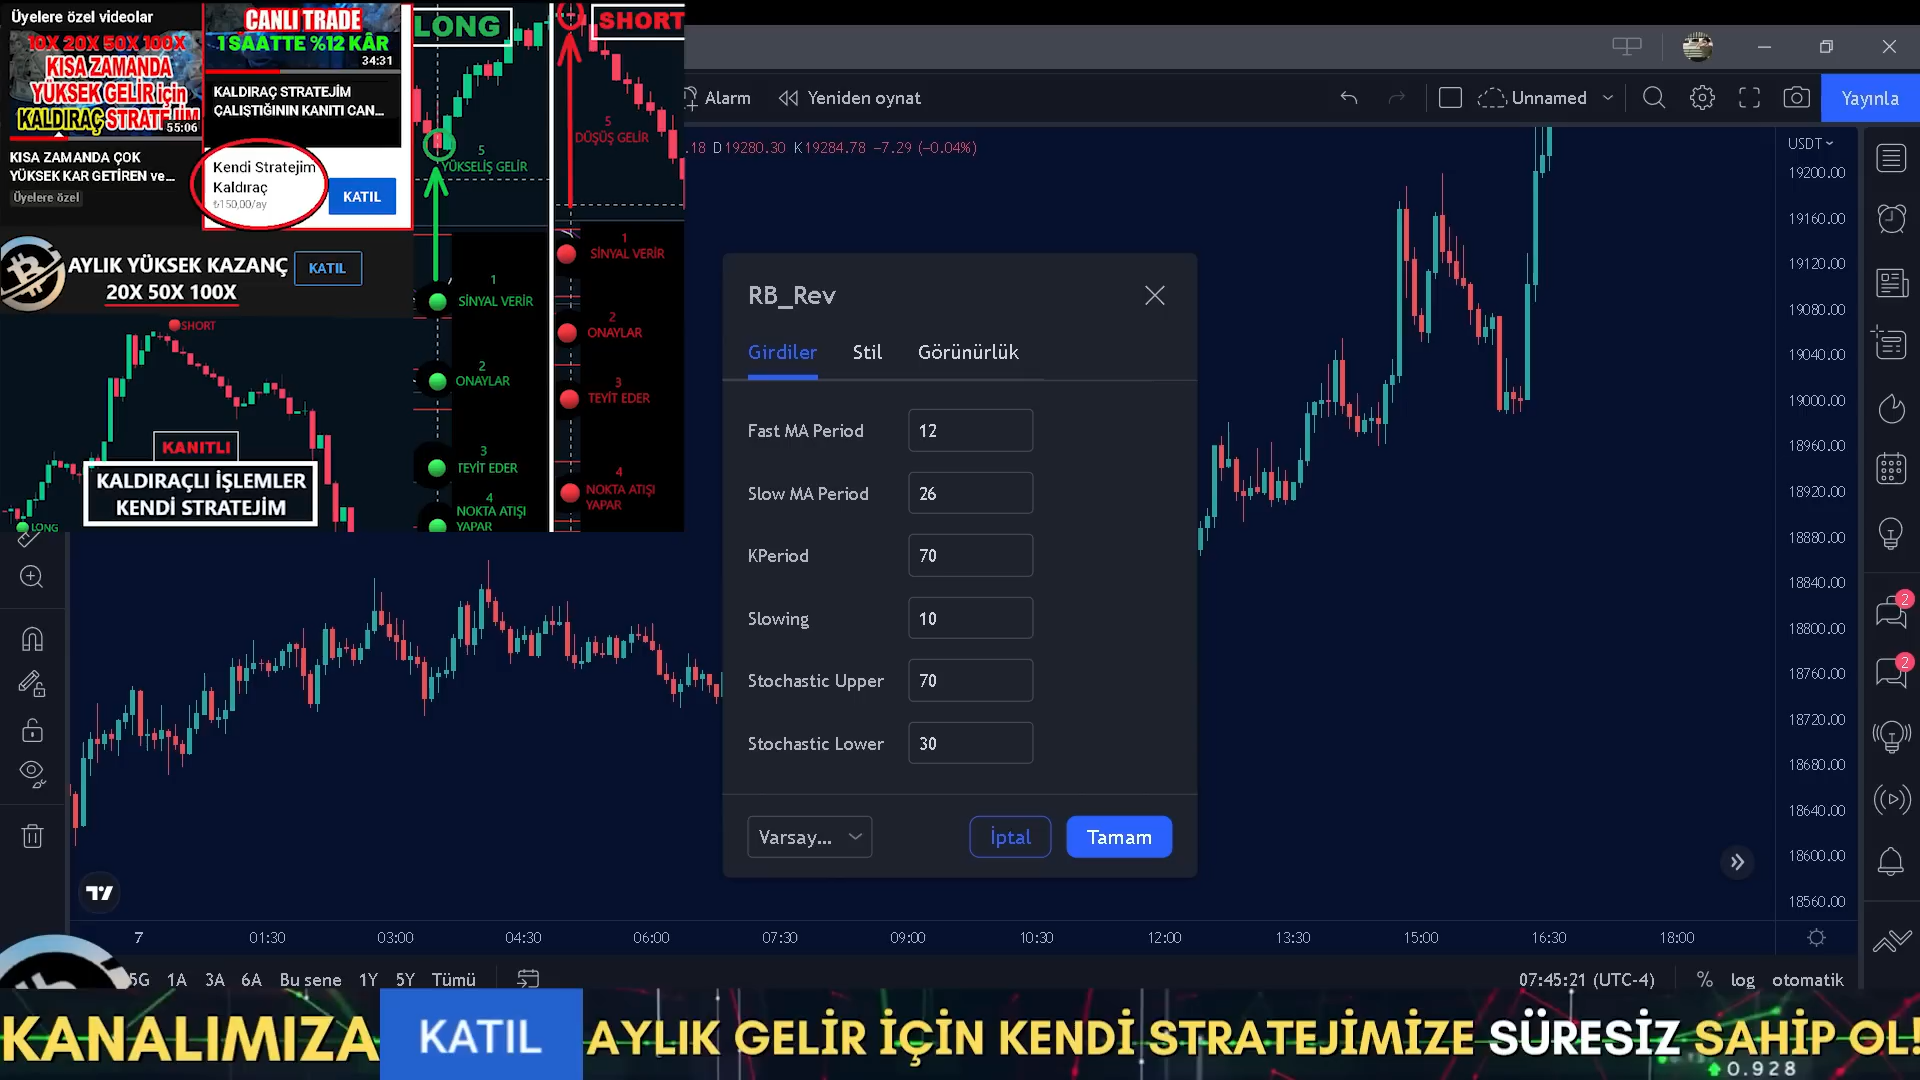 Üyelere özel videolar
10X 20X 50X 100X
KISA ZAMANDA
YÜKSEK GELİR için
KALDIRAÇ STRATEJİM
55:06
KISA ZAMANDA ÇOK
YÜKSEK KAR GETİREN ve...
Üyelere özel
CANLI TRADE
1 SAATTE %12 KÂR
34:31
KALDIRAÇ STRATEJİM
ÇALIŞTIĞININ KANITI CAN...
Kendi Stratejim
Kaldıraç
₺150,00/ay
KATIL
AYLIK YÜKSEK KAZANÇ
20X 50X 100X
KATIL
SHORT
KANITLI
KALDIRAÇLI İŞLEMLER
KENDİ STRATEJİM
LONG
LONG
5
YÜKSELİŞ GELİR
1
SİNYAL VERİR
2
ONAYLAR
3
TEYİT EDER
4
NOKTA ATIŞI
YAPAR
SHORT
5
DÜŞÜŞ GELİR
1
SİNYAL VERİR
2
ONAYLAR
3
TEYİT EDER
4
NOKTA ATIŞI
YAPAR
Alarm
Yeniden oynat
Unnamed
Yayınla
.18 D19280.30 K19284.78 −7.29 (−0.04%)
USDT
19200.00
19160.00
19120.00
19080.00
19040.00
19000.00
18960.00
18920.00
18880.00
18840.00
18800.00
18760.00
18720.00
18680.00
18640.00
18600.00
18560.00
2
2
RB_Rev
Girdiler Stil Görünürlük
Fast MA Period 12
Slow MA Period 26
KPeriod 70
Slowing 10
Stochastic Upper 70
Stochastic Lower 30
Varsay...
İptal
Tamam
7 01:30 03:00 04:30 06:00 07:30 09:00 10:30 12:00 13:30 15:00 16:30 18:00
5G 1A 3A 6A Bu sene 1Y 5Y Tümü
07:45:21 (UTC-4) % log otomatik
KANALIMIZA KATIL AYLIK GELİR İÇİN KENDİ STRATEJİMİZE SÜRESİZ SAHİP OL!
0.928